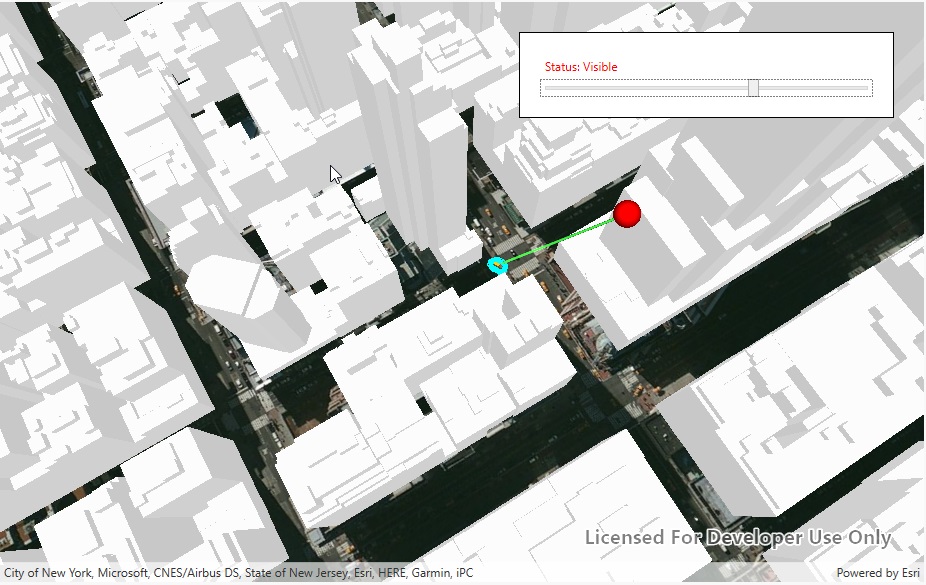 Status: Visible
Licensed For Developer Use Only
City of New York, Microsoft, CNES/Airbus DS, State of New Jersey, Esri, HERE, Garmin, iPC
Powered by Esri